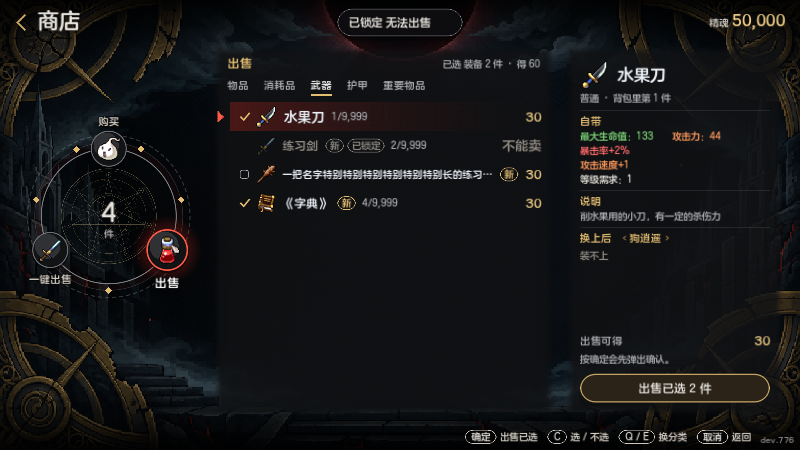 商店
已锁定 无法出售
精魂 50,000
出售
已选 装备 2 件 · 得 60
物品 消耗品 武器 护甲 重要物品
水果刀 1/9,999 30
练习剑 新 已锁定 2/9,999 不能卖
一把名字特别特别特别特别特别长的练习… 新 30
《字典》 新 4/9,999 30
购买
4
件
一键出售
出售
水果刀
普通 · 背包里第 1 件
自带
最大生命值: 133 攻击力: 44
暴击率+2%
攻击速度+1
等级需求: 1
说明
削水果用的小刀，有一定的杀伤力
换上后 <狗逍遥>
装不上
出售可得 30
按确定会先弹出确认。
出售已选 2 件
确定 出售已选 C 选 / 不选 Q / E 换分类 取消 返回
dev.776